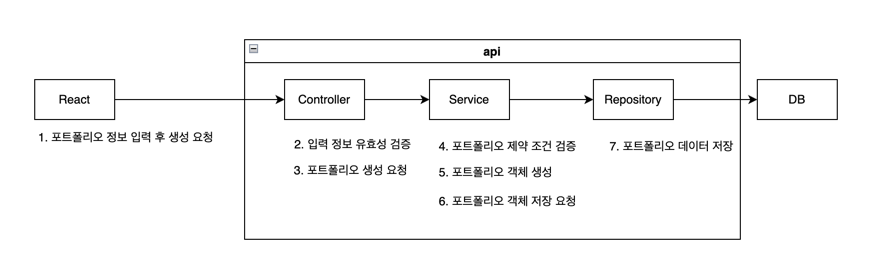 api
React
Controller
Service
Repository
DB
1. 포트폴리오 정보 입력 후 생성 요청
2. 입력 정보 유효성 검증
3. 포트폴리오 생성 요청
4. 포트폴리오 제약 조건 검증
5. 포트폴리오 객체 생성
6. 포트폴리오 객체 저장 요청
7. 포트폴리오 데이터 저장